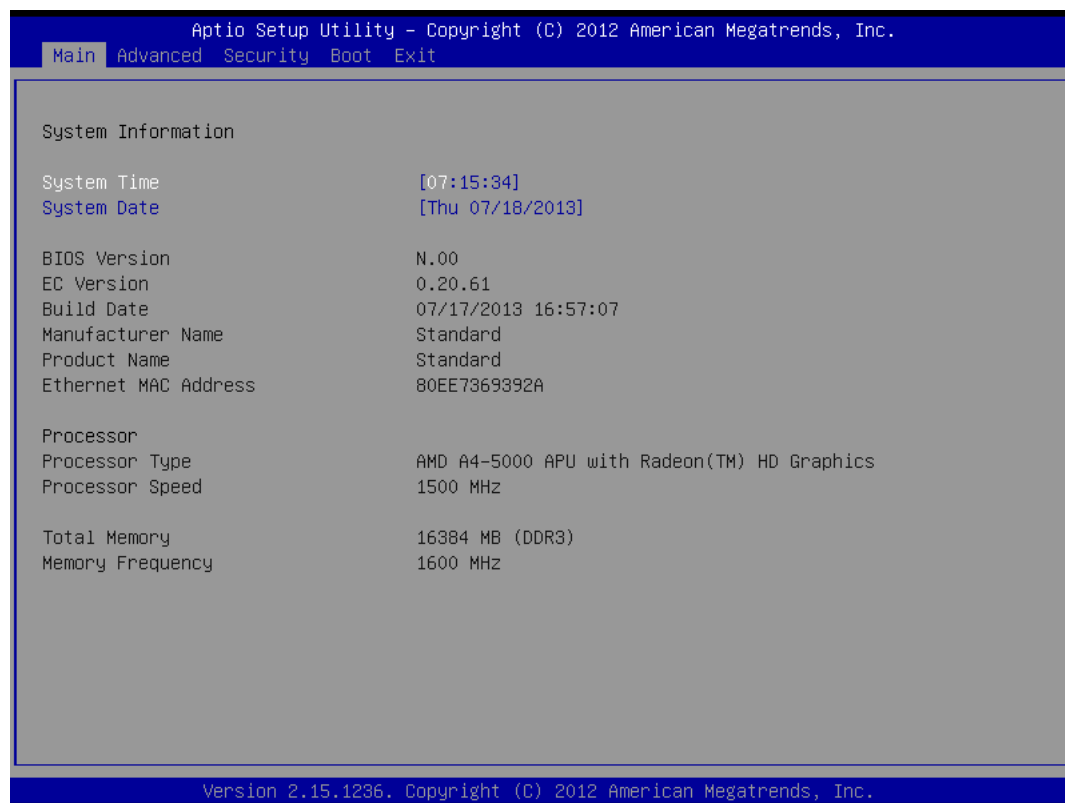 Aptio Setup Utility – Copyright (C) 2012 American Megatrends, Inc.
Main Advanced Security Boot Exit
System Information
System Time [07:15:34]
System Date [Thu 07/18/2013]
BIOS Version N.00
EC Version 0.20.61
Build Date 07/17/2013 16:57:07
Manufacturer Name Standard
Product Name Standard
Ethernet MAC Address 80EE7369392A
Processor
Processor Type AMD A4-5000 APU with Radeon(TM) HD Graphics
Processor Speed 1500 MHz
Total Memory 16384 MB (DDR3)
Memory Frequency 1600 MHz
Version 2.15.1236. Copyright (C) 2012 American Megatrends, Inc.